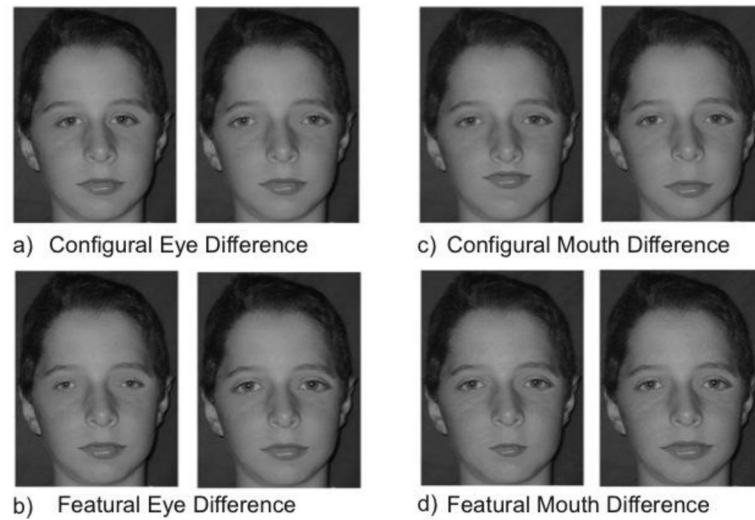 a) Configural Eye Difference
c) Configural Mouth Difference
b) Featural Eye Difference
d) Featural Mouth Difference